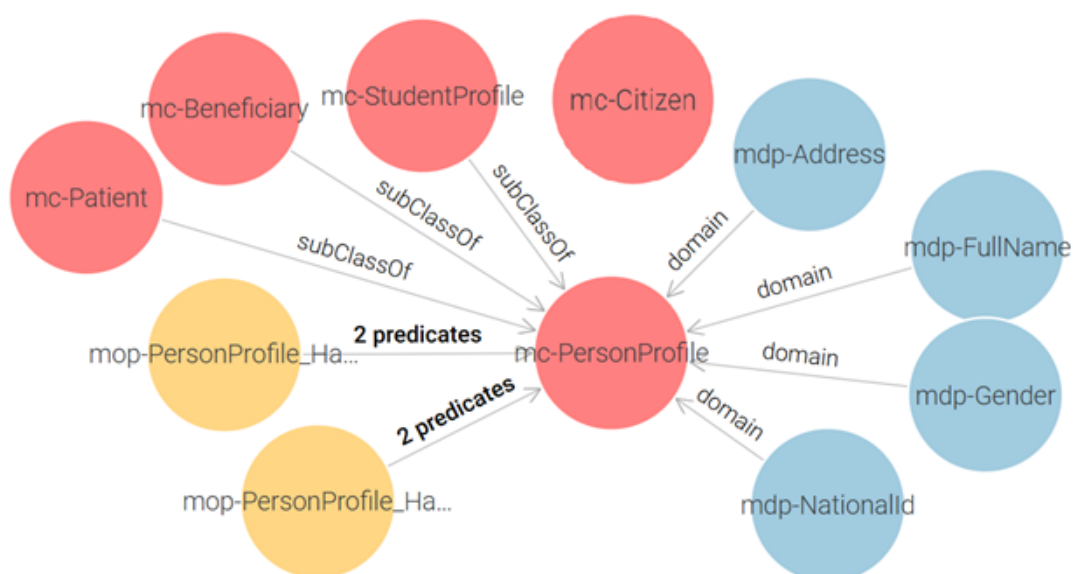 mc-Beneficiary
mc-StudentProfile
mc-Citizen
mdp-Address
mc-Patient
subClassOf
subClassOf
subClassOf
domain
mdp-FullName
domain
mop-PersonProfile_Ha...
2 predicates
mc-PersonProfile
domain
mdp-Gender
2 predicates
domain
mop-PersonProfile_Ha...
mdp-NationalId